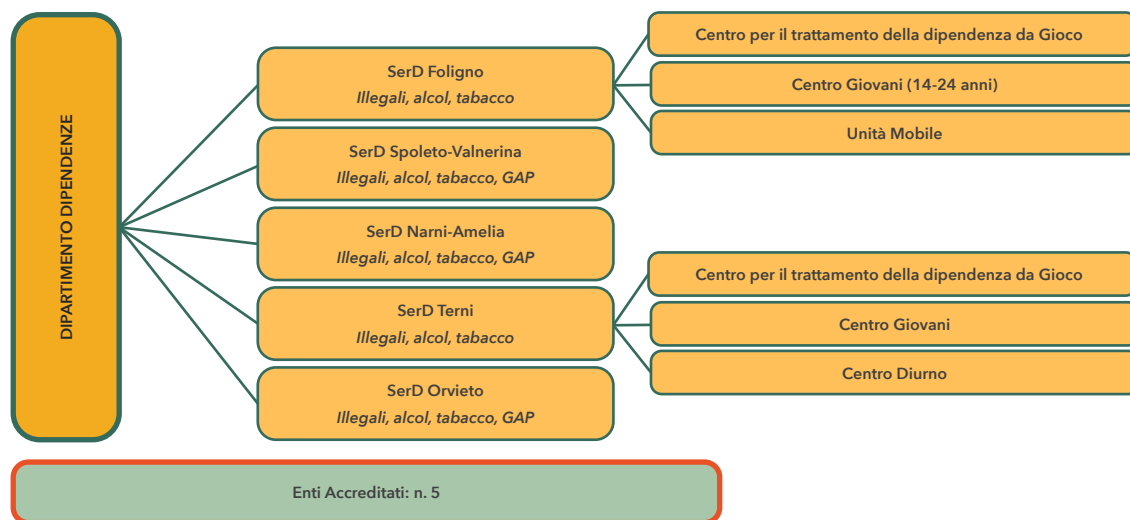 DIPARTIMENTO DIPENDENZE
SerD Foligno
Illegali, alcol, tabacco
Centro per il trattamento della dipendenza da Gioco
Centro Giovani (14-24 anni)
Unità Mobile
SerD Spoleto-Valnerina
Illegali, alcol, tabacco, GAP
SerD Narni-Amelia
Illegali, alcol, tabacco, GAP
SerD Terni
Illegali, alcol, tabacco
Centro per il trattamento della dipendenza da Gioco
Centro Giovani
Centro Diurno
SerD Orvieto
Illegali, alcol, tabacco, GAP
Enti Accreditati: n. 5